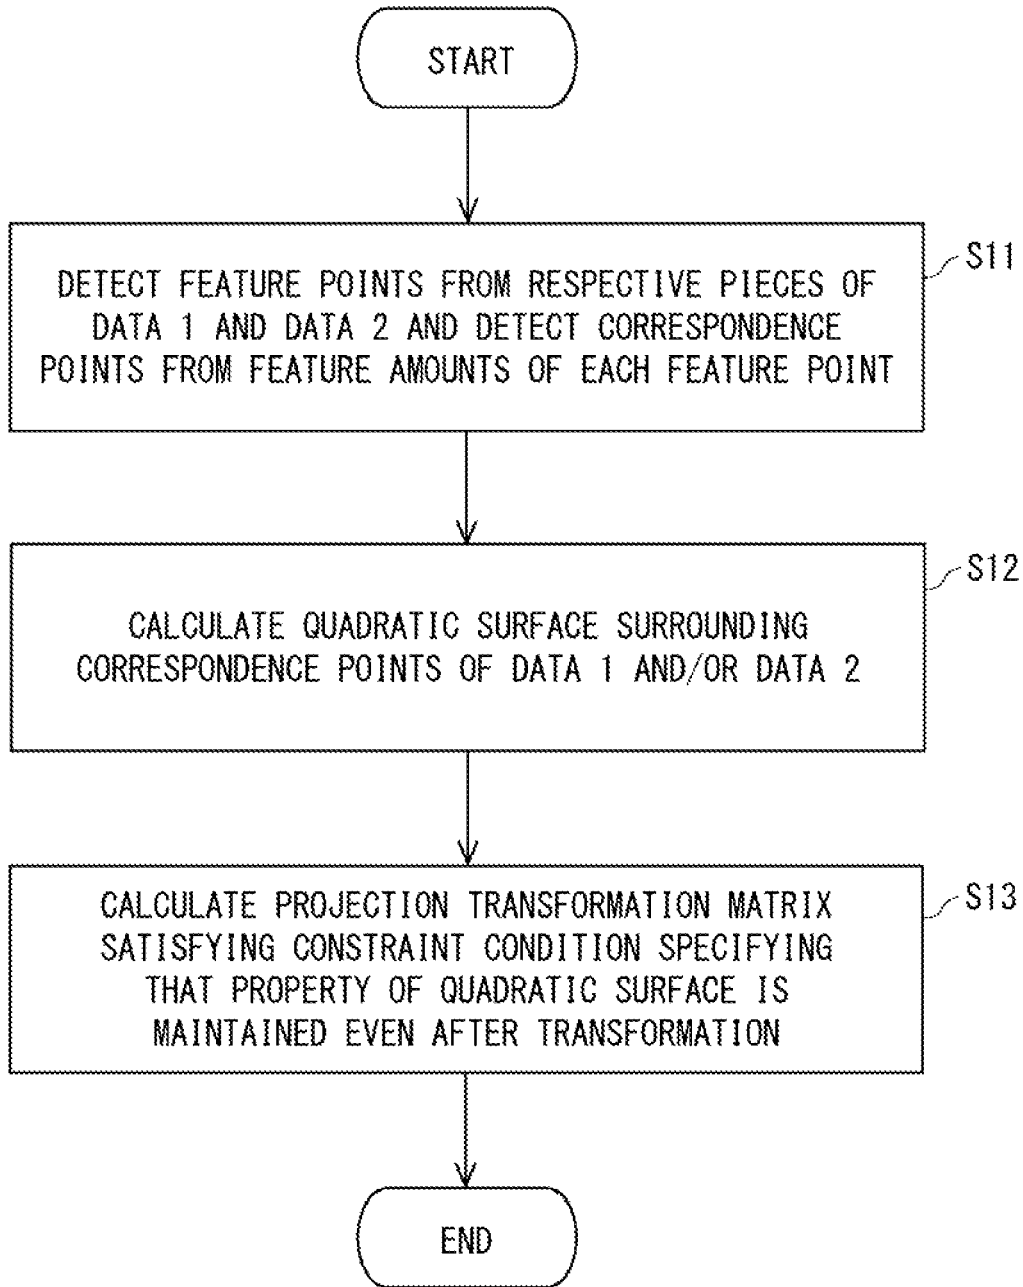 START
DETECT FEATURE POINTS FROM RESPECTIVE PIECES OF
DATA 1 AND DATA 2 AND DETECT CORRESPONDENCE
POINTS FROM FEATURE AMOUNTS OF EACH FEATURE POINT
S11
CALCULATE QUADRATIC SURFACE SURROUNDING
CORRESPONDENCE POINTS OF DATA 1 AND/OR DATA 2
S12
CALCULATE PROJECTION TRANSFORMATION MATRIX
SATISFYING CONSTRAINT CONDITION SPECIFYING
THAT PROPERTY OF QUADRATIC SURFACE IS
MAINTAINED EVEN AFTER TRANSFORMATION
S13
END